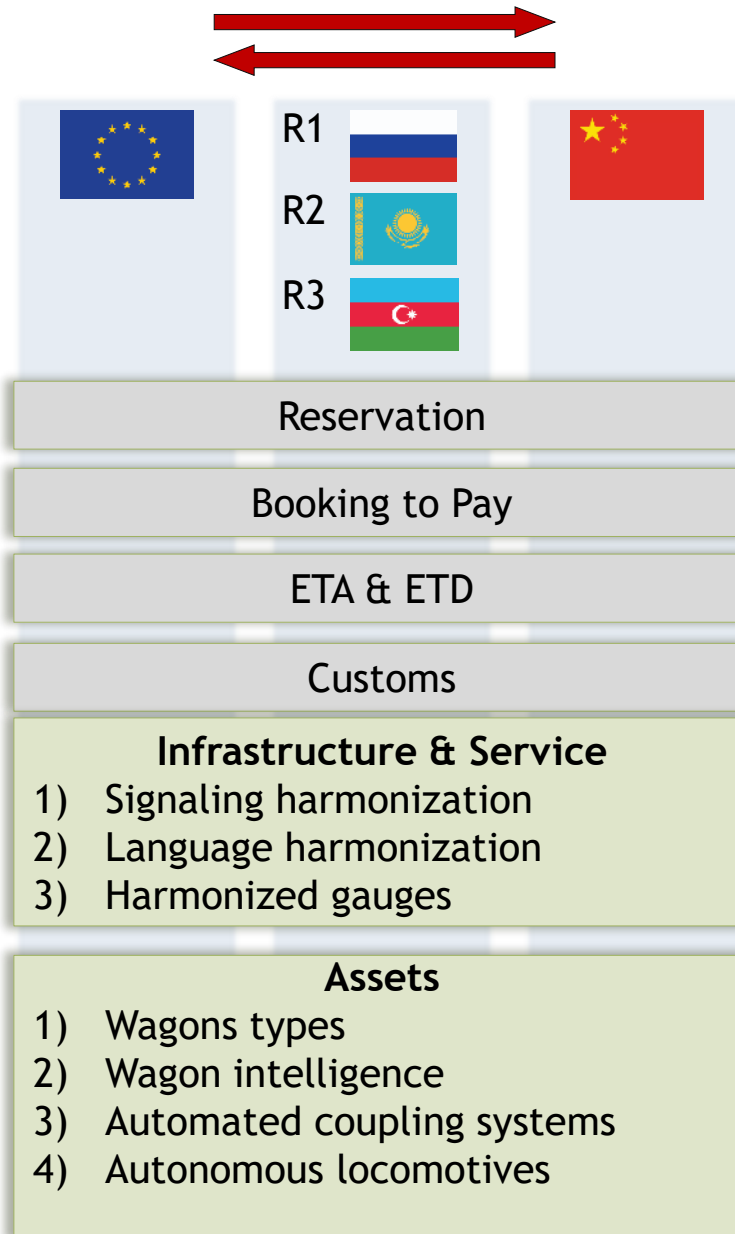 R1
R2
R3
Reservation
Booking to Pay
ETA & ETD
Customs
Infrastructure & Service
1) Signaling harmonization
2) Language harmonization
3) Harmonized gauges
Assets
1) Wagons types
2) Wagon intelligence
3) Automated coupling systems
4) Autonomous locomotives